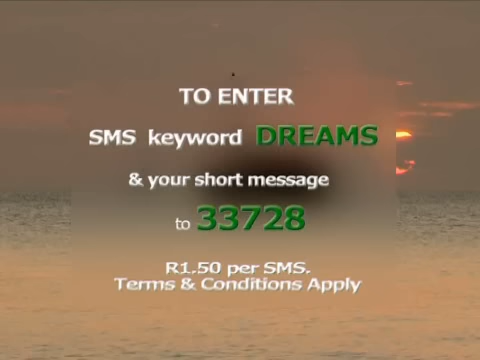 TO ENTER
SMS keyword DREAMS
& your short message
to 33728
R1.50 per SMS.
Terms & Conditions Apply